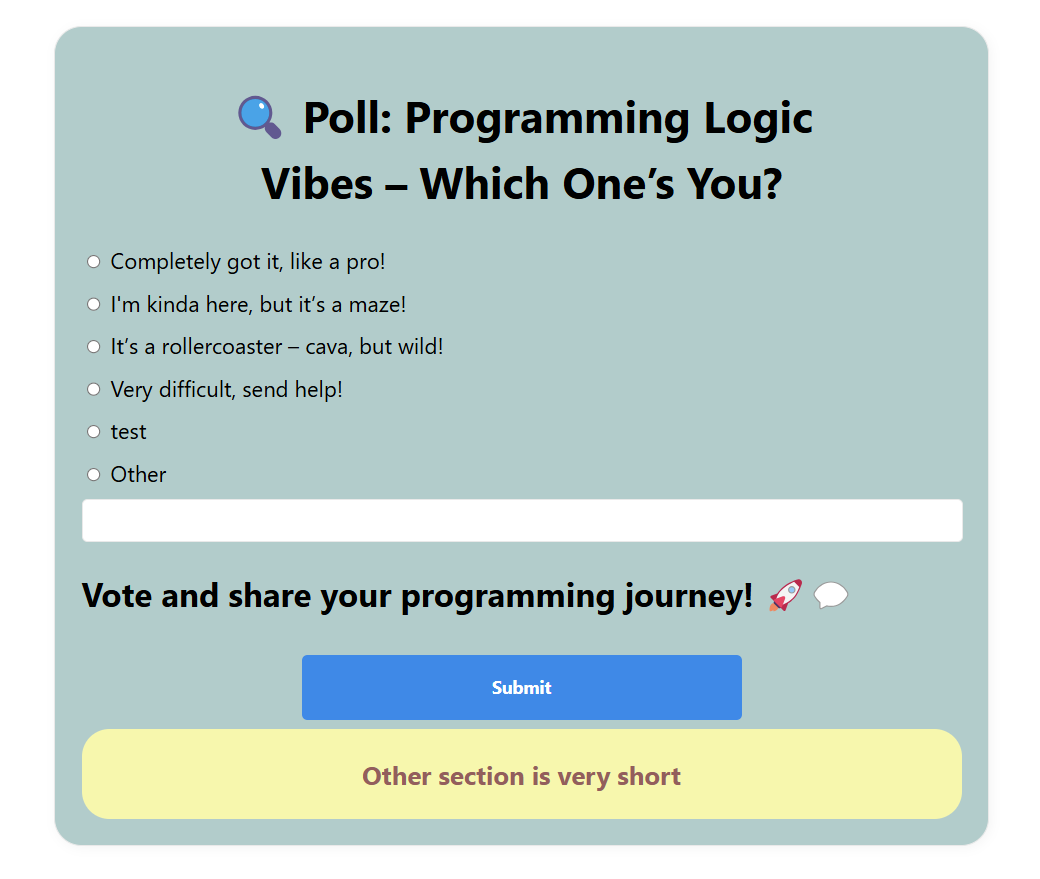 🔍 Poll: Programming Logic
Vibes – Which One’s You?
Completely got it, like a pro!
I'm kinda here, but it’s a maze!
It’s a rollercoaster – cava, but wild!
Very difficult, send help!
test
Other
Vote and share your programming journey! 🚀 💬
Submit
Other section is very short